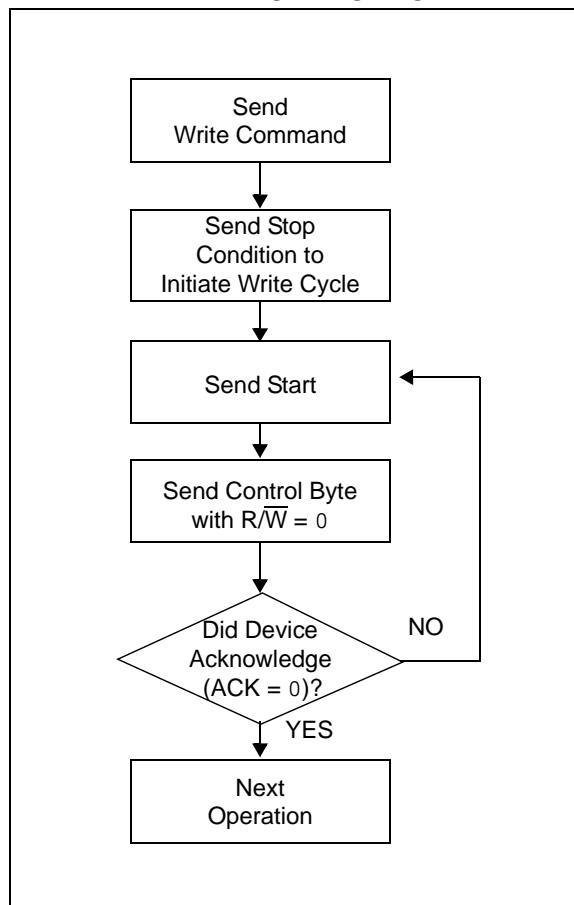 Send
Write Command
Send Stop
Condition to
Initiate Write Cycle
Send Start
Send Control Byte
with R/W̅ = 0
Did Device
Acknowledge
(ACK = 0)?
NO
YES
Next
Operation